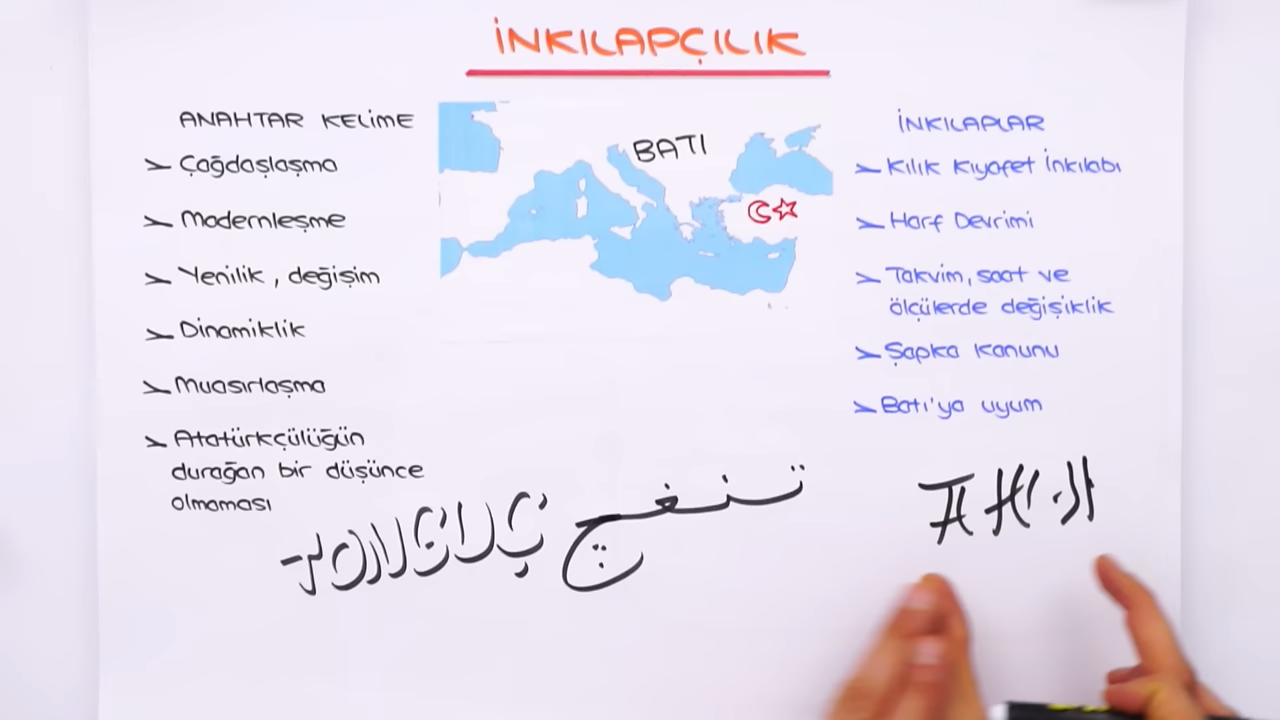 İNKILAPÇILIK
ANAHTAR KELİME
➢ Çağdaşlaşma
➢ Modernleşme
➢ Yenilik, değişim
➢ Dinamiklik
➢ Muasırlaşma
➢ Atatürkçülüğün
durağan bir düşünce
olmaması
BATI
İNKILAPLAR
➢ Kılık Kıyafet İnkılabı
➢ Harf Devrimi
➢ Takvim, saat ve
ölçülerde değişiklik
➢ Şapka Kanunu
➢ Batı'ya uyum